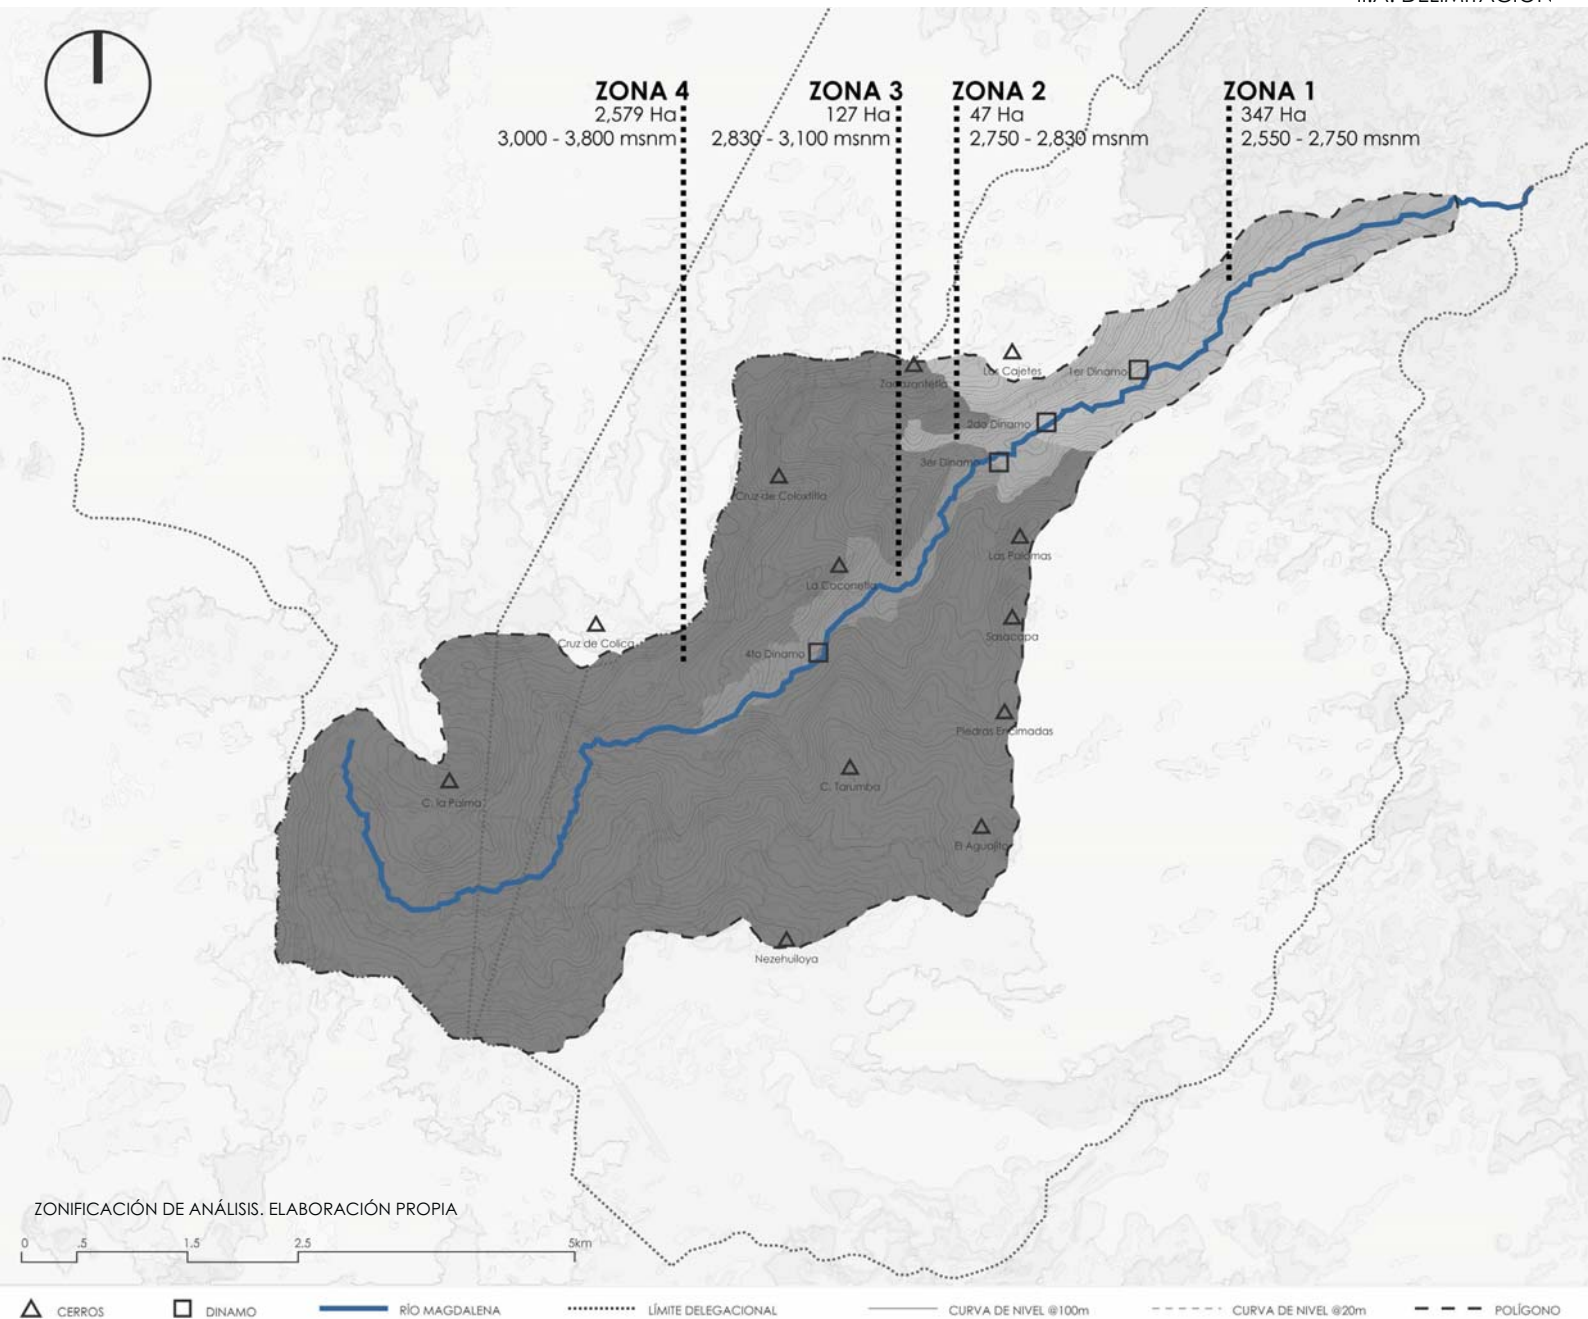 ZONA 4
2,579 Ha
3,000 - 3,800 msnm
ZONA 3
127 Ha
2,830 - 3,100 msnm
ZONA 2
47 Ha
2,750 - 2,830 msnm
ZONA 1
347 Ha
2,550 - 2,750 msnm
Los Cajetes
1er Dinamo
2do Dinamo
3er Dinamo
Cruz de Coloxtitla
Las Palomas
La Coconetla
Sasacapa
Cruz de Colica
4to Dinamo
Piedras Encimadas
C. Tarumba
C. la Palma
El Aguajito
Nezehuiloya
ZONIFICACIÓN DE ANÁLISIS. ELABORACIÓN PROPIA
0 .5 1.5 2.5 5km
CERROS
DINAMO
RÍO MAGDALENA
LÍMITE DELEGACIONAL
CURVA DE NIVEL @100m
CURVA DE NIVEL @20m
POLÍGONO